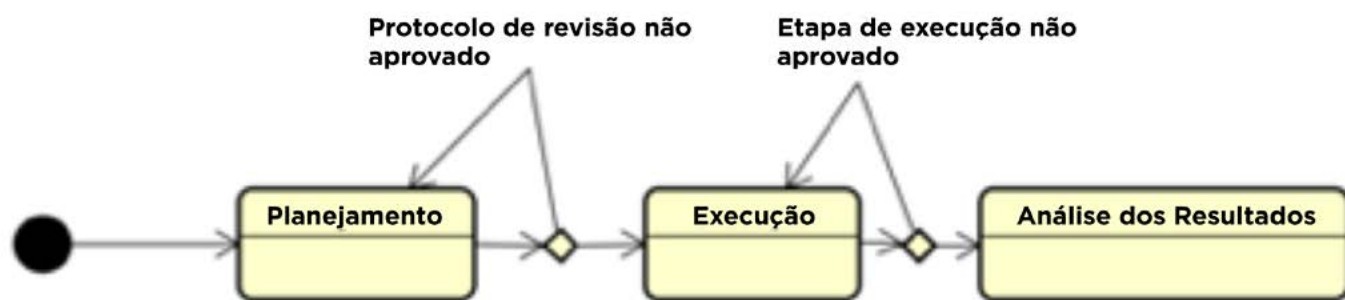 Protocolo de revisão não
aprovado
Etapa de execução não
aprovado
Planejamento
Execução
Análise dos Resultados